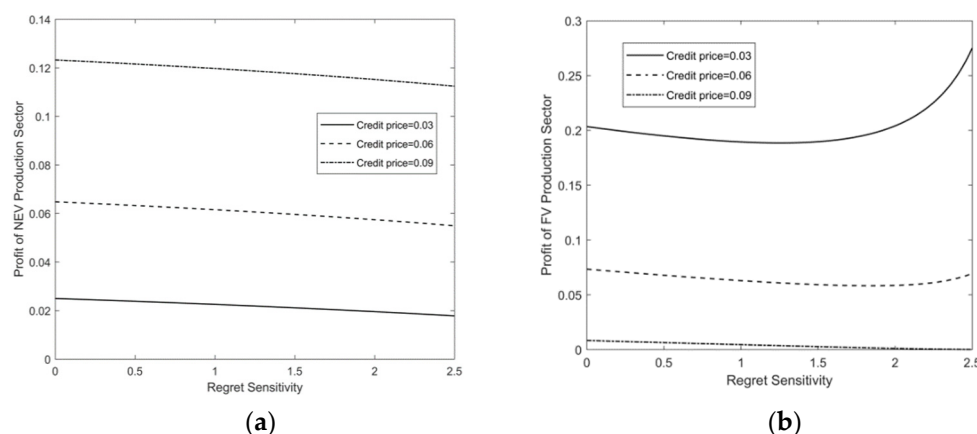 0.14
0.12
0.1
0.08
0.06
0.04
0.02
0
Profit of NEV Production Sector
Credit price=0.03
Credit price=0.06
Credit price=0.09
0 0.5 1 1.5 2 2.5
Regret Sensitivity
(a)
0.3
0.25
0.2
0.15
0.1
0.05
0
Profit of FV Production Sector
Credit price=0.03
Credit price=0.06
Credit price=0.09
0 0.5 1 1.5 2 2.5
Regret Sensitivity
(b)